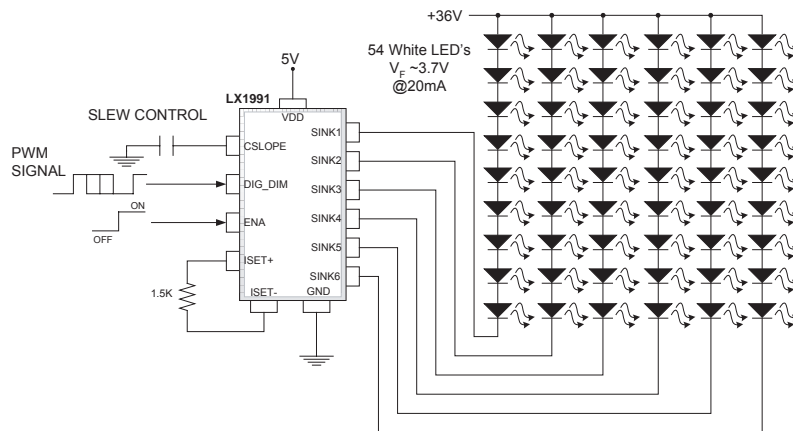 +36V
54 White LED's
VF ~3.7V
@20mA
5V
LX1991
VDD
SLEW CONTROL
CSLOPE
PWM
SIGNAL
DIG_DIM
ON
OFF
ENA
ISET+
1.5K
ISET-
GND
SINK1
SINK2
SINK3
SINK4
SINK5
SINK6